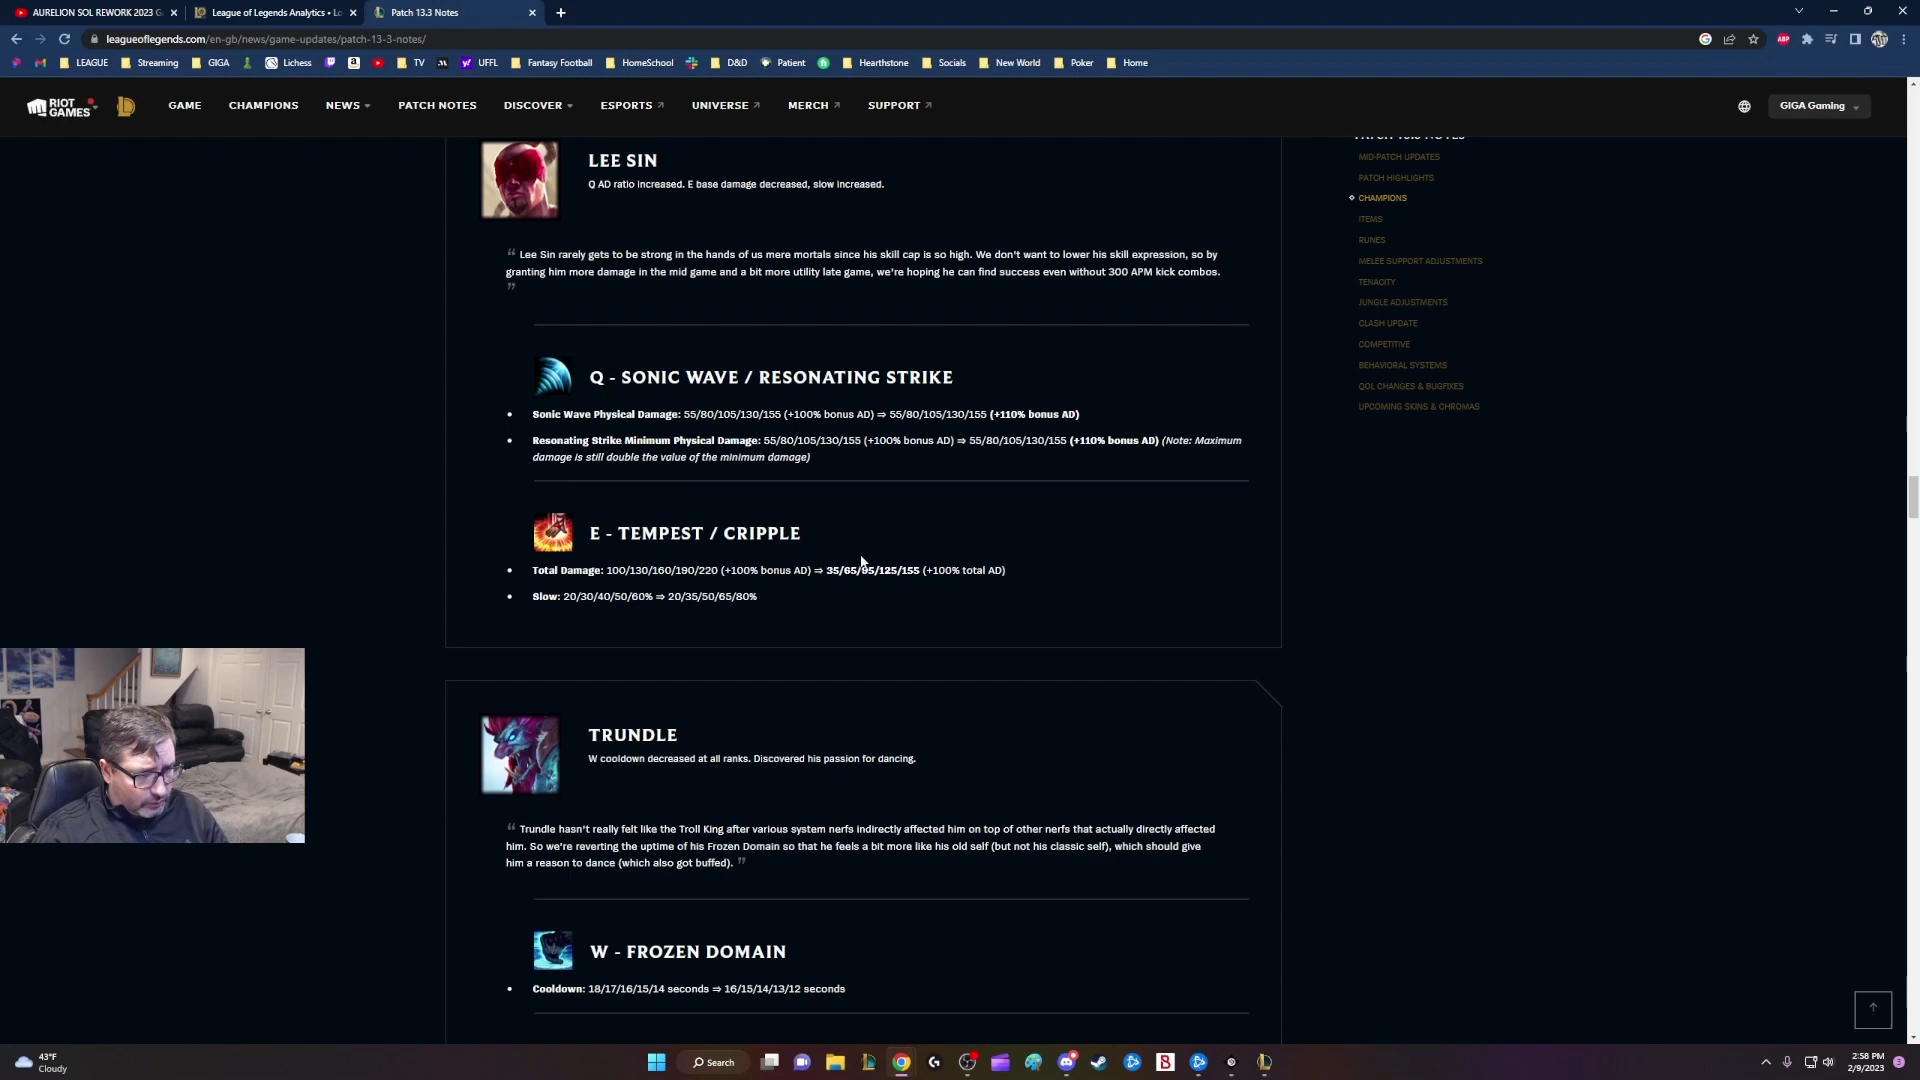 AURELION SOL REWORK 2023 G
League of Legends Analytics • Lo
Patch 13.3 Notes
leagueoflegends.com/en-gb/news/game-updates/patch-13-3-notes/
ABP
LEAGUE
Streaming
GIGA
Lichess
TV
UFFL
Fantasy Football
HomeSchool
D&D
Patient
Hearthstone
Socials
New World
Poker
Home
RIOT GAMES
GAME
CHAMPIONS
NEWS
PATCH NOTES
DISCOVER
ESPORTS
UNIVERSE
MERCH
SUPPORT
GIGA Gaming
LEE SIN
Q AD ratio increased. E base damage decreased, slow increased.
“ Lee Sin rarely gets to be strong in the hands of us mere mortals since his skill cap is so high. We don't want to lower his skill expression, so by
granting him more damage in the mid game and a bit more utility late game, we're hoping he can find success even without 300 APM kick combos.
”
Q - SONIC WAVE / RESONATING STRIKE
• Sonic Wave Physical Damage: 55/80/105/130/155 (+100% bonus AD) ⇒ 55/80/105/130/155 (+110% bonus AD)
• Resonating Strike Minimum Physical Damage: 55/80/105/130/155 (+100% bonus AD) ⇒ 55/80/105/130/155 (+110% bonus AD) (Note: Maximum
damage is still double the value of the minimum damage)
E - TEMPEST / CRIPPLE
• Total Damage: 100/130/160/190/220 (+100% bonus AD) ⇒ 35/65/95/125/155 (+100% total AD)
• Slow: 20/30/40/50/60% ⇒ 20/35/50/65/80%
TRUNDLE
W cooldown decreased at all ranks. Discovered his passion for dancing.
“ Trundle hasn't really felt like the Troll King after various system nerfs indirectly affected him on top of other nerfs that actually directly affected
him. So we're reverting the uptime of his Frozen Domain so that he feels a bit more like his old self (but not his classic self), which should give
him a reason to dance (which also got buffed). ”
W - FROZEN DOMAIN
• Cooldown: 18/17/16/15/14 seconds ⇒ 16/15/14/13/12 seconds
PATCH 13.3 NOTES
MID-PATCH UPDATES
PATCH HIGHLIGHTS
CHAMPIONS
ITEMS
RUNES
MELEE SUPPORT ADJUSTMENTS
TENACITY
JUNGLE ADJUSTMENTS
CLASH UPDATE
COMPETITIVE
BEHAVIORAL SYSTEMS
QOL CHANGES & BUGFIXES
UPCOMING SKINS & CHROMAS
43°F
Cloudy
Search
2:58 PM
2/9/2023
3